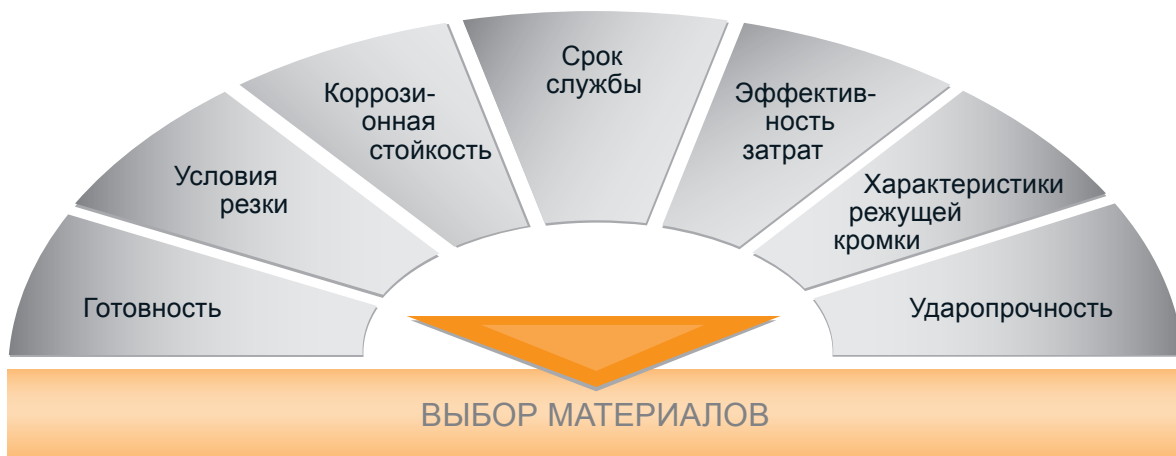 Готовность
Условия
резки
Коррози-
онная
стойкость
Срок
службы
Эффектив-
ность
затрат
Характеристики
режущей
кромки
Ударопрочность
ВЫБОР МАТЕРИАЛОВ